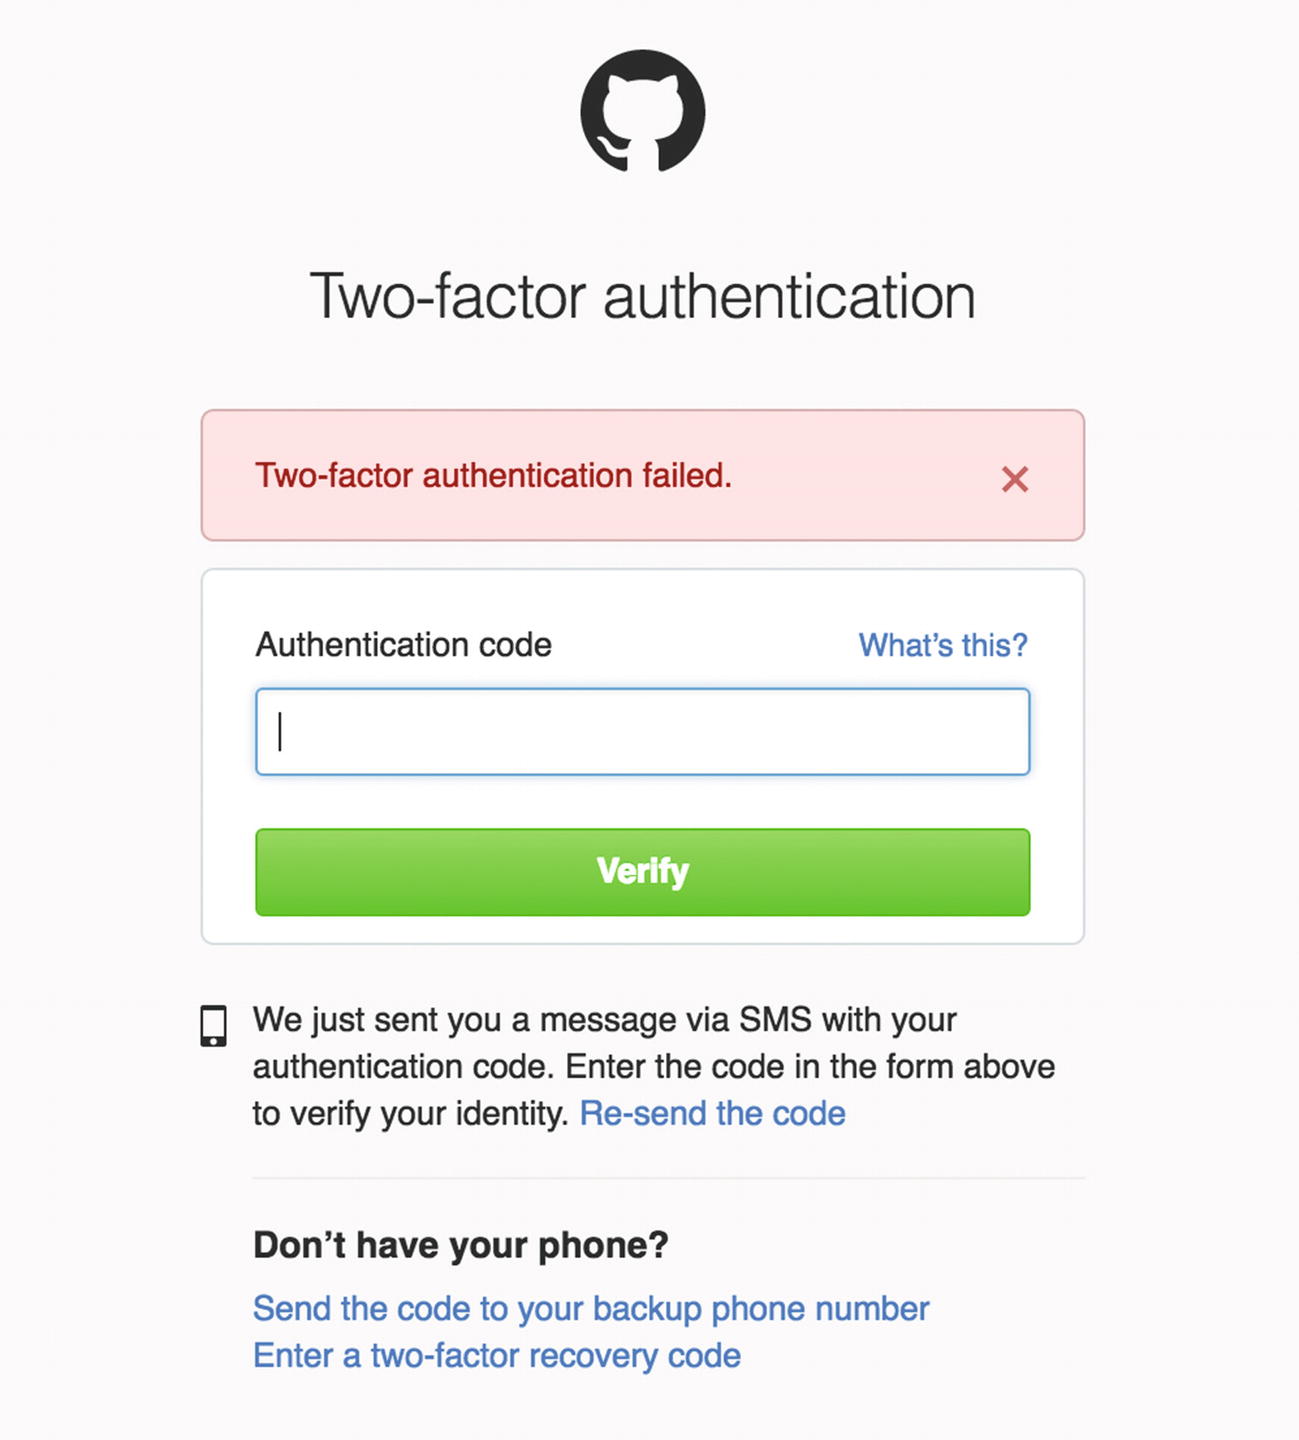 Two-factor authentication
Two-factor authentication failed.
Authentication code What’s this?
Verify
We just sent you a message via SMS with your
authentication code. Enter the code in the form above
to verify your identity. Re-send the code
Don’t have your phone?
Send the code to your backup phone number
Enter a two-factor recovery code